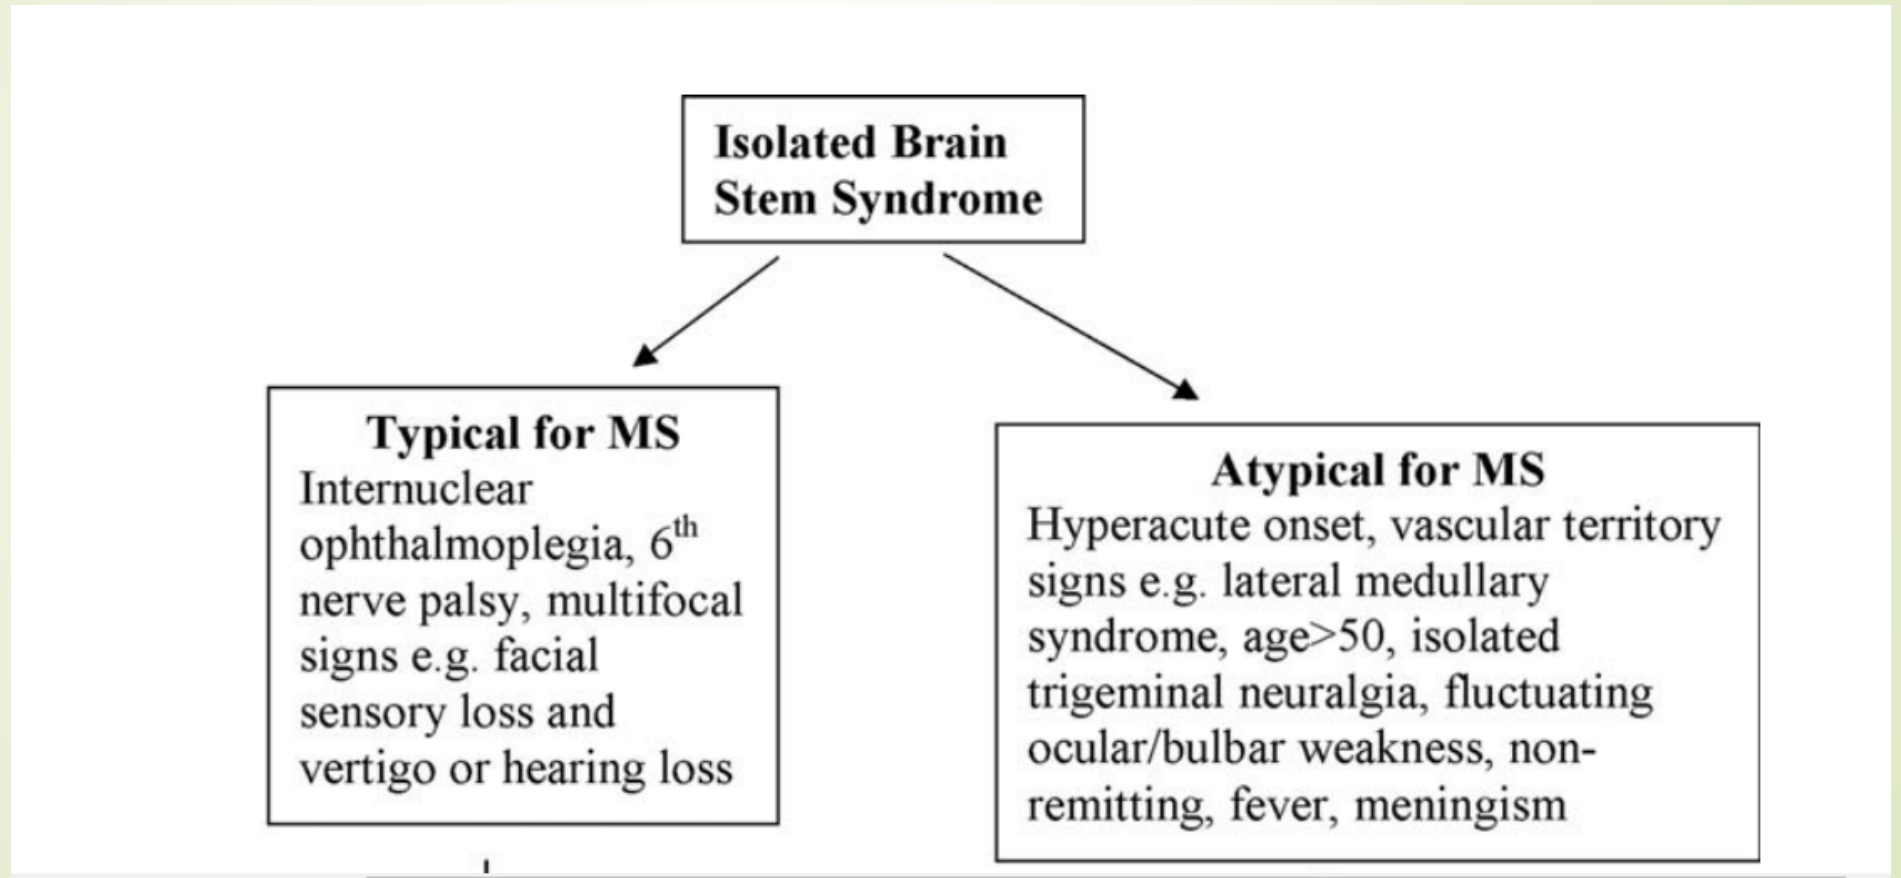 Isolated Brain
Stem Syndrome
Typical for MS
Internuclear
ophthalmoplegia, 6th
nerve palsy, multifocal
signs e.g. facial
sensory loss and
vertigo or hearing loss
Atypical for MS
Hyperacute onset, vascular territory
signs e.g. lateral medullary
syndrome, age>50, isolated
trigeminal neuralgia, fluctuating
ocular/bulbar weakness, non-
remitting, fever, meningism